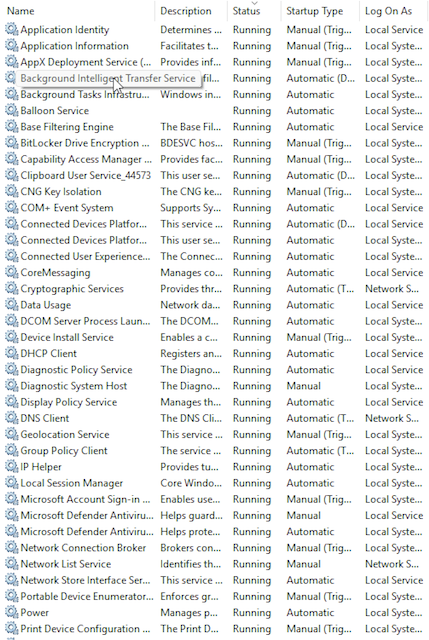 Name Description Status Startup Type Log On As
Application Identity Determines ... Running Manual (Trig... Local Service
Application Information Facilitates t... Running Manual (Trig... Local Syste...
AppX Deployment Service (... Provides inf... Running Manual (Trig... Local Syste...
Background Intelligent Transfer Service fil... Running Automatic (D... Local Syste...
Background Tasks Infrastru... Windows in... Running Automatic Local Syste...
Balloon Service Running Automatic Local Syste...
Base Filtering Engine The Base Fil... Running Automatic Local Service
BitLocker Drive Encryption ... BDESVC hos... Running Manual (Trig... Local Syste...
Capability Access Manager ... Provides fac... Running Manual (Trig... Local Syste...
Clipboard User Service_44573 This user se... Running Automatic (D... Local Syste...
CNG Key Isolation The CNG ke... Running Manual (Trig... Local Syste...
COM+ Event System Supports Sy... Running Automatic Local Service
Connected Devices Platfor... This service ... Running Automatic (D... Local Service
Connected Devices Platfor... This user se... Running Automatic Local Syste...
Connected User Experience... The Connec... Running Automatic Local Syste...
CoreMessaging Manages co... Running Automatic Local Service
Cryptographic Services Provides thr... Running Automatic (T... Network S...
Data Usage Network da... Running Automatic Local Service
DCOM Server Process Laun... The DCOM... Running Automatic Local Syste...
Device Install Service Enables a c... Running Manual (Trig... Local Syste...
DHCP Client Registers an... Running Automatic Local Service
Diagnostic Policy Service The Diagno... Running Automatic Local Service
Diagnostic System Host The Diagno... Running Manual Local Syste...
Display Policy Service Manages th... Running Automatic Local Service
DNS Client The DNS Cli... Running Automatic (T... Network S...
Geolocation Service This service ... Running Manual (Trig... Local Syste...
Group Policy Client The service ... Running Automatic (T... Local Syste...
IP Helper Provides tu... Running Automatic Local Syste...
Local Session Manager Core Windo... Running Automatic Local Syste...
Microsoft Account Sign-in ... Enables use... Running Manual (Trig... Local Syste...
Microsoft Defender Antiviru... Helps guard... Running Manual Local Service
Microsoft Defender Antiviru... Helps prote... Running Automatic Local Syste...
Network Connection Broker Brokers con... Running Manual (Trig... Local Syste...
Network List Service Identifies th... Running Manual Network S...
Network Store Interface Ser... This service ... Running Automatic Local Service
Portable Device Enumerator... Enforces gr... Running Manual (Trig... Local Syste...
Power Manages p... Running Automatic Local Syste...
Print Device Configuration ... The Print D... Running Manual (Trig... Local Syste...